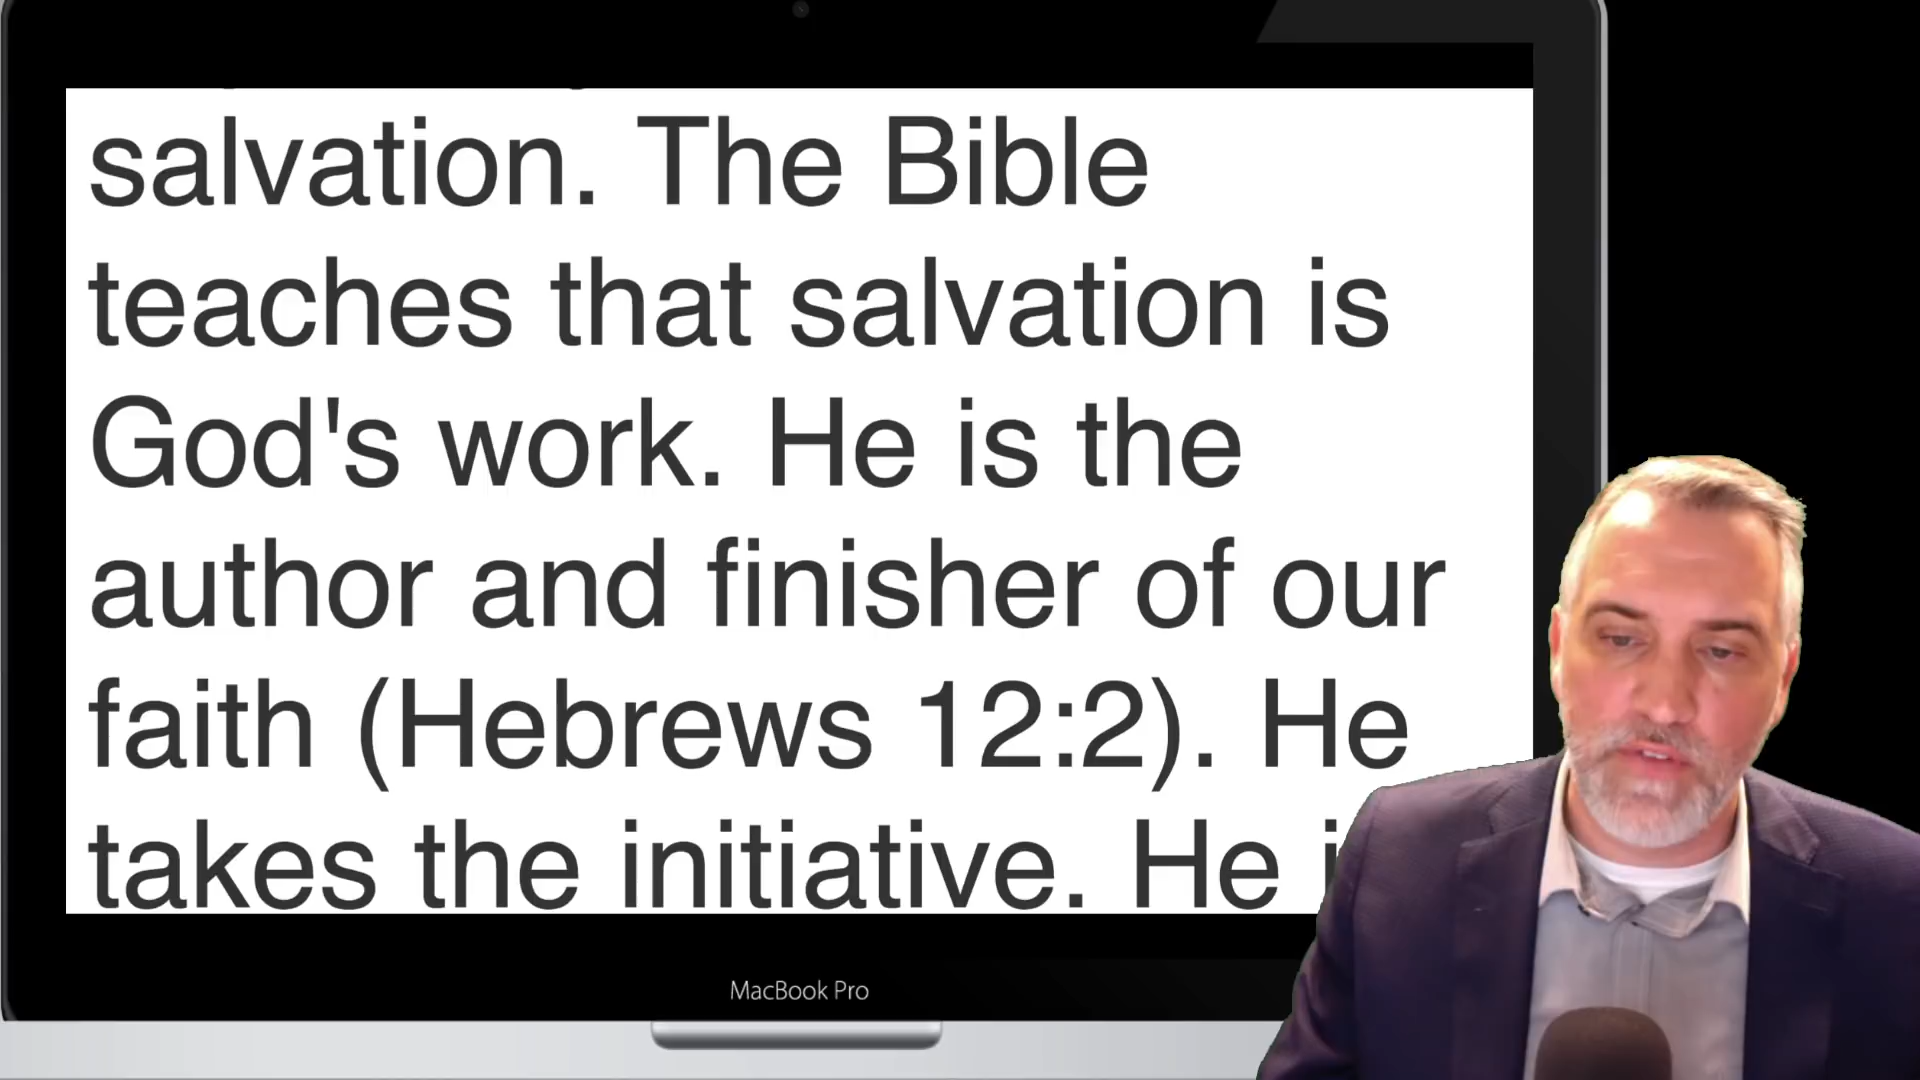 salvation. The Bible
teaches that salvation is
God's work. He is the
author and finisher of our
faith (Hebrews 12:2). He
takes the initiative. He
MacBook Pro